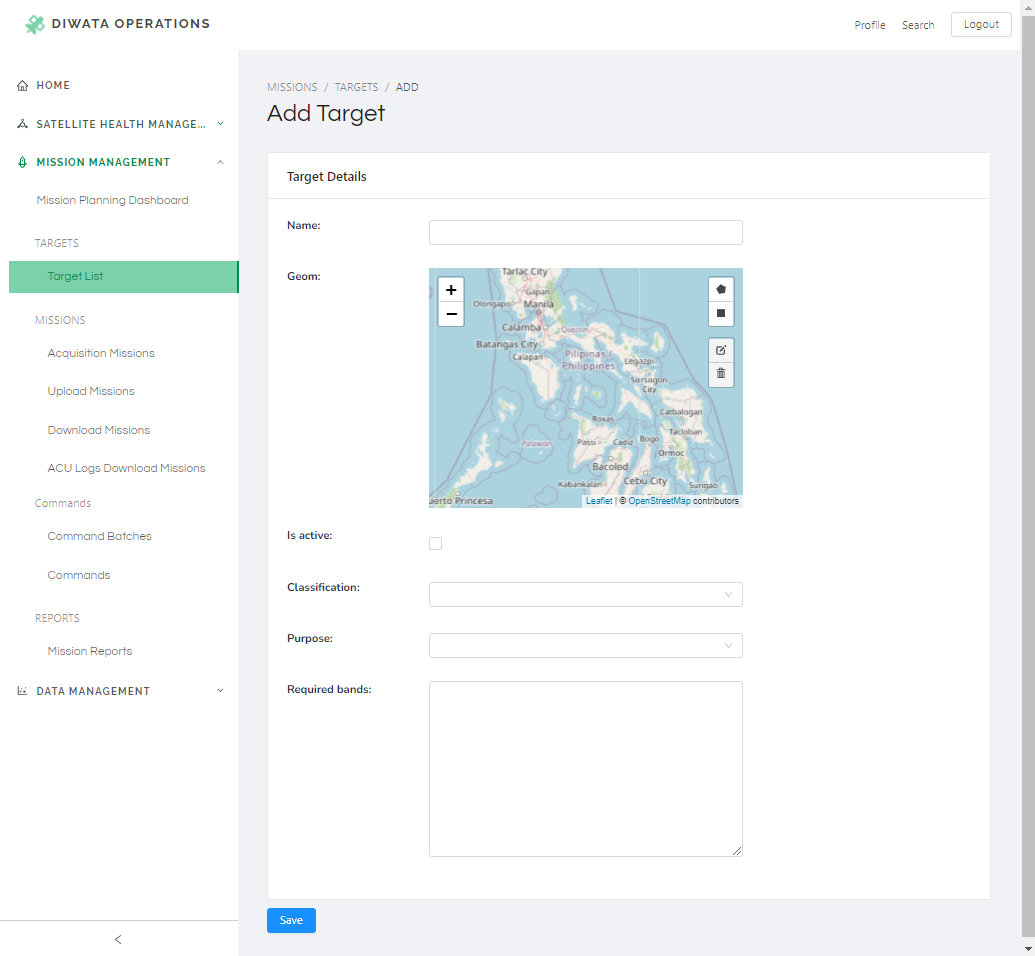 DIWATA OPERATIONS
Profile Search Logout
HOME
SATELLITE HEALTH MANAGE...
MISSION MANAGEMENT
Mission Planning Dashboard
TARGETS
Target List
MISSIONS
Acquisition Missions
Upload Missions
Download Missions
ACU Logs Download Missions
Commands
Command Batches
Commands
REPORTS
Mission Reports
DATA MANAGEMENT
<
MISSIONS / TARGETS / ADD
Add Target
Target Details
Name:
Geom:
+
−
Tarlac City
Gapan
Olongapo Manila
Calamba
Quezon
Batangas City
Calapan
Pilipinas /
Philippines
Legazpi
Sorsogon
City
Catbalogan
Roxas
Tacloban
Passi Cadiz Bogo
Ormoc
Palawan
Bacolod
Kabankalan Cebu City
Surigao
uerto Princesa
Leaflet | © OpenStreetMap contributors
Is active:
Classification:
Purpose:
Required bands:
Save